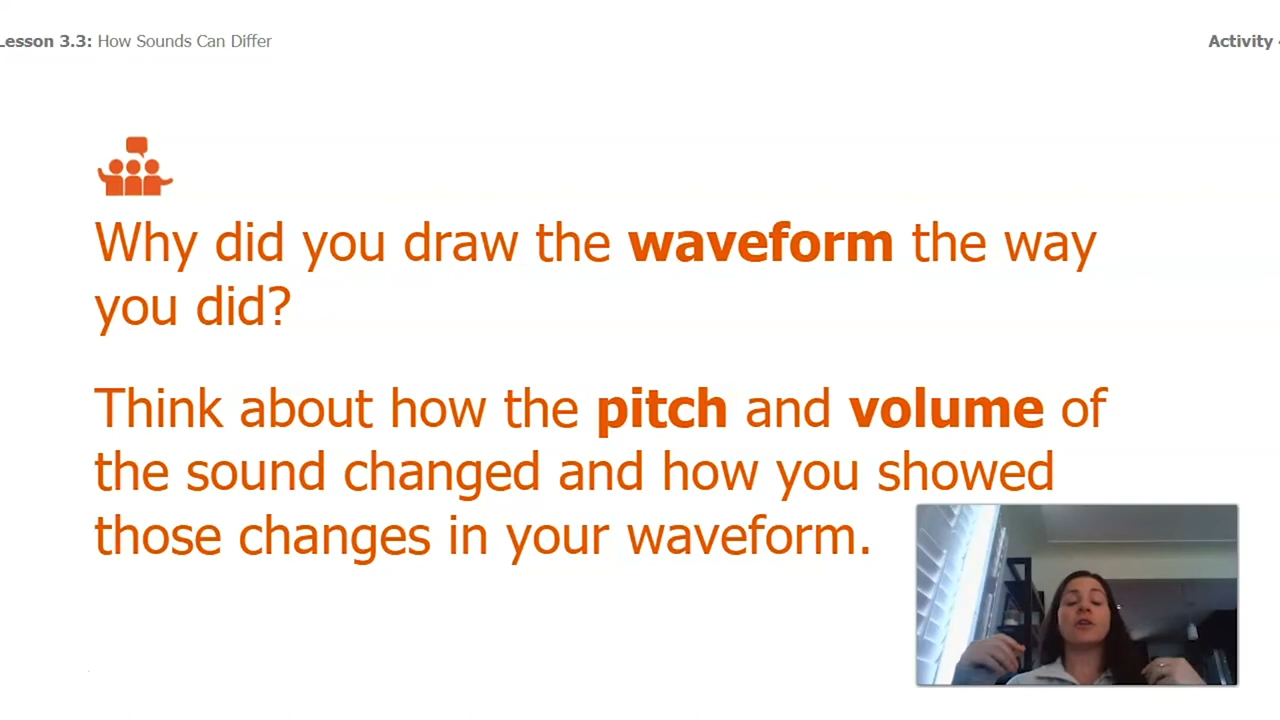 Lesson 3.3: How Sounds Can Differ
Activity
Why did you draw the waveform the way
you did?
Think about how the pitch and volume of
the sound changed and how you showed
those changes in your waveform.